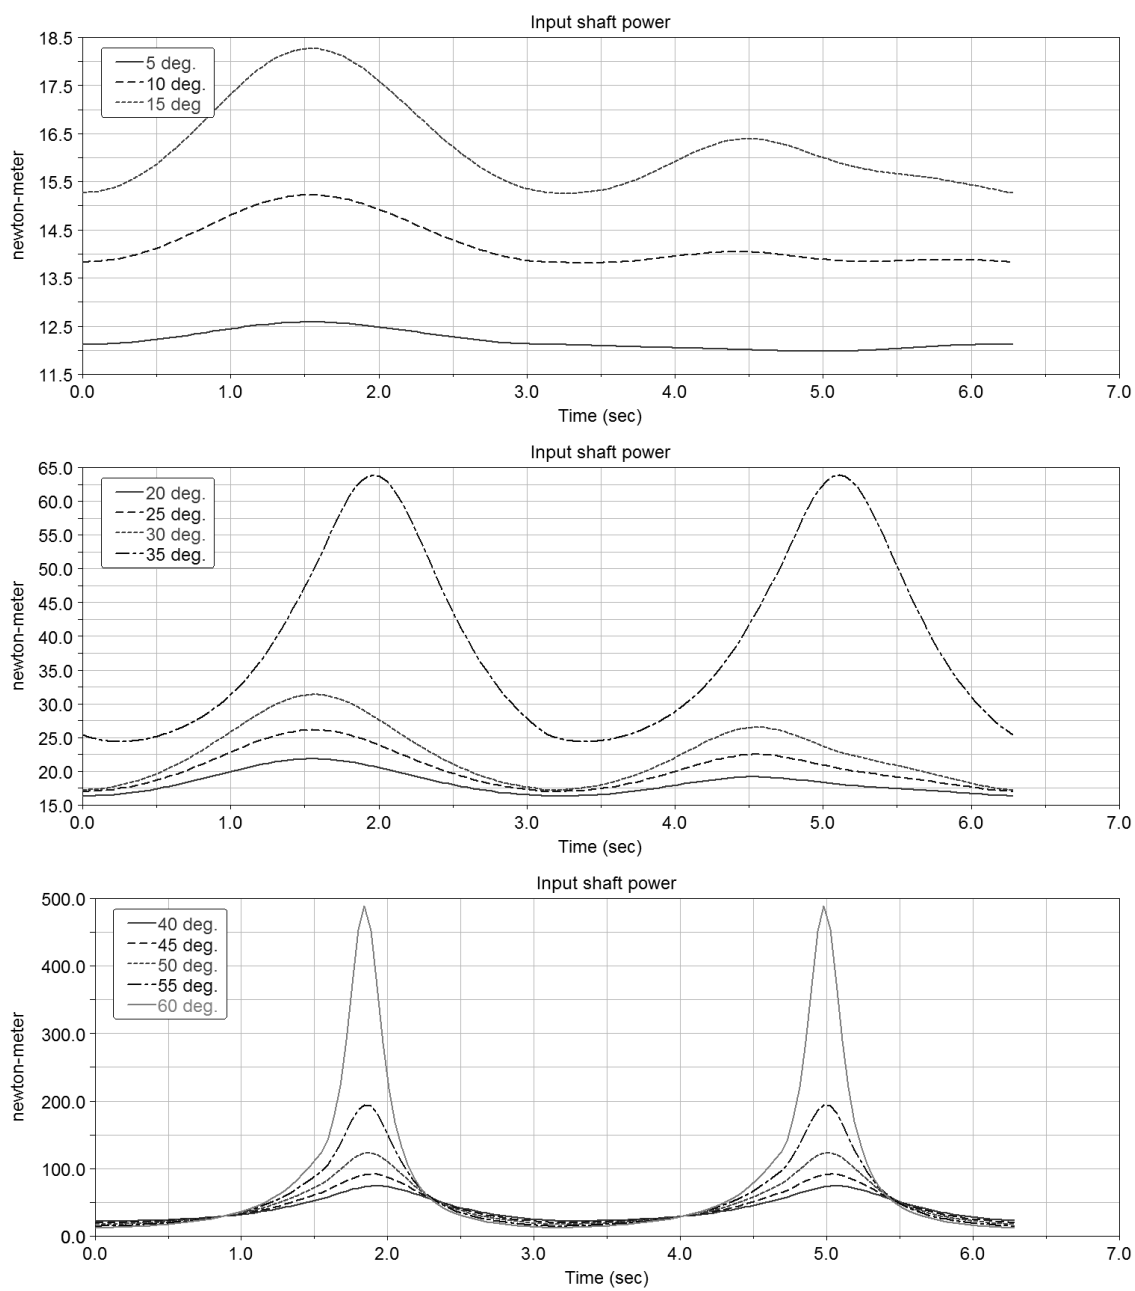 Input shaft power
18.5
17.5
16.5
15.5
14.5
13.5
12.5
11.5
newton-meter
5 deg.
10 deg.
15 deg
0.0 1.0 2.0 3.0 4.0 5.0 6.0 7.0
Time (sec)
Input shaft power
65.0
60.0
55.0
50.0
45.0
40.0
35.0
30.0
25.0
20.0
15.0
newton-meter
20 deg.
25 deg.
30 deg.
35 deg.
0.0 1.0 2.0 3.0 4.0 5.0 6.0 7.0
Time (sec)
Input shaft power
500.0
400.0
300.0
200.0
100.0
0.0
newton-meter
40 deg.
45 deg.
50 deg.
55 deg.
60 deg.
0.0 1.0 2.0 3.0 4.0 5.0 6.0 7.0
Time (sec)